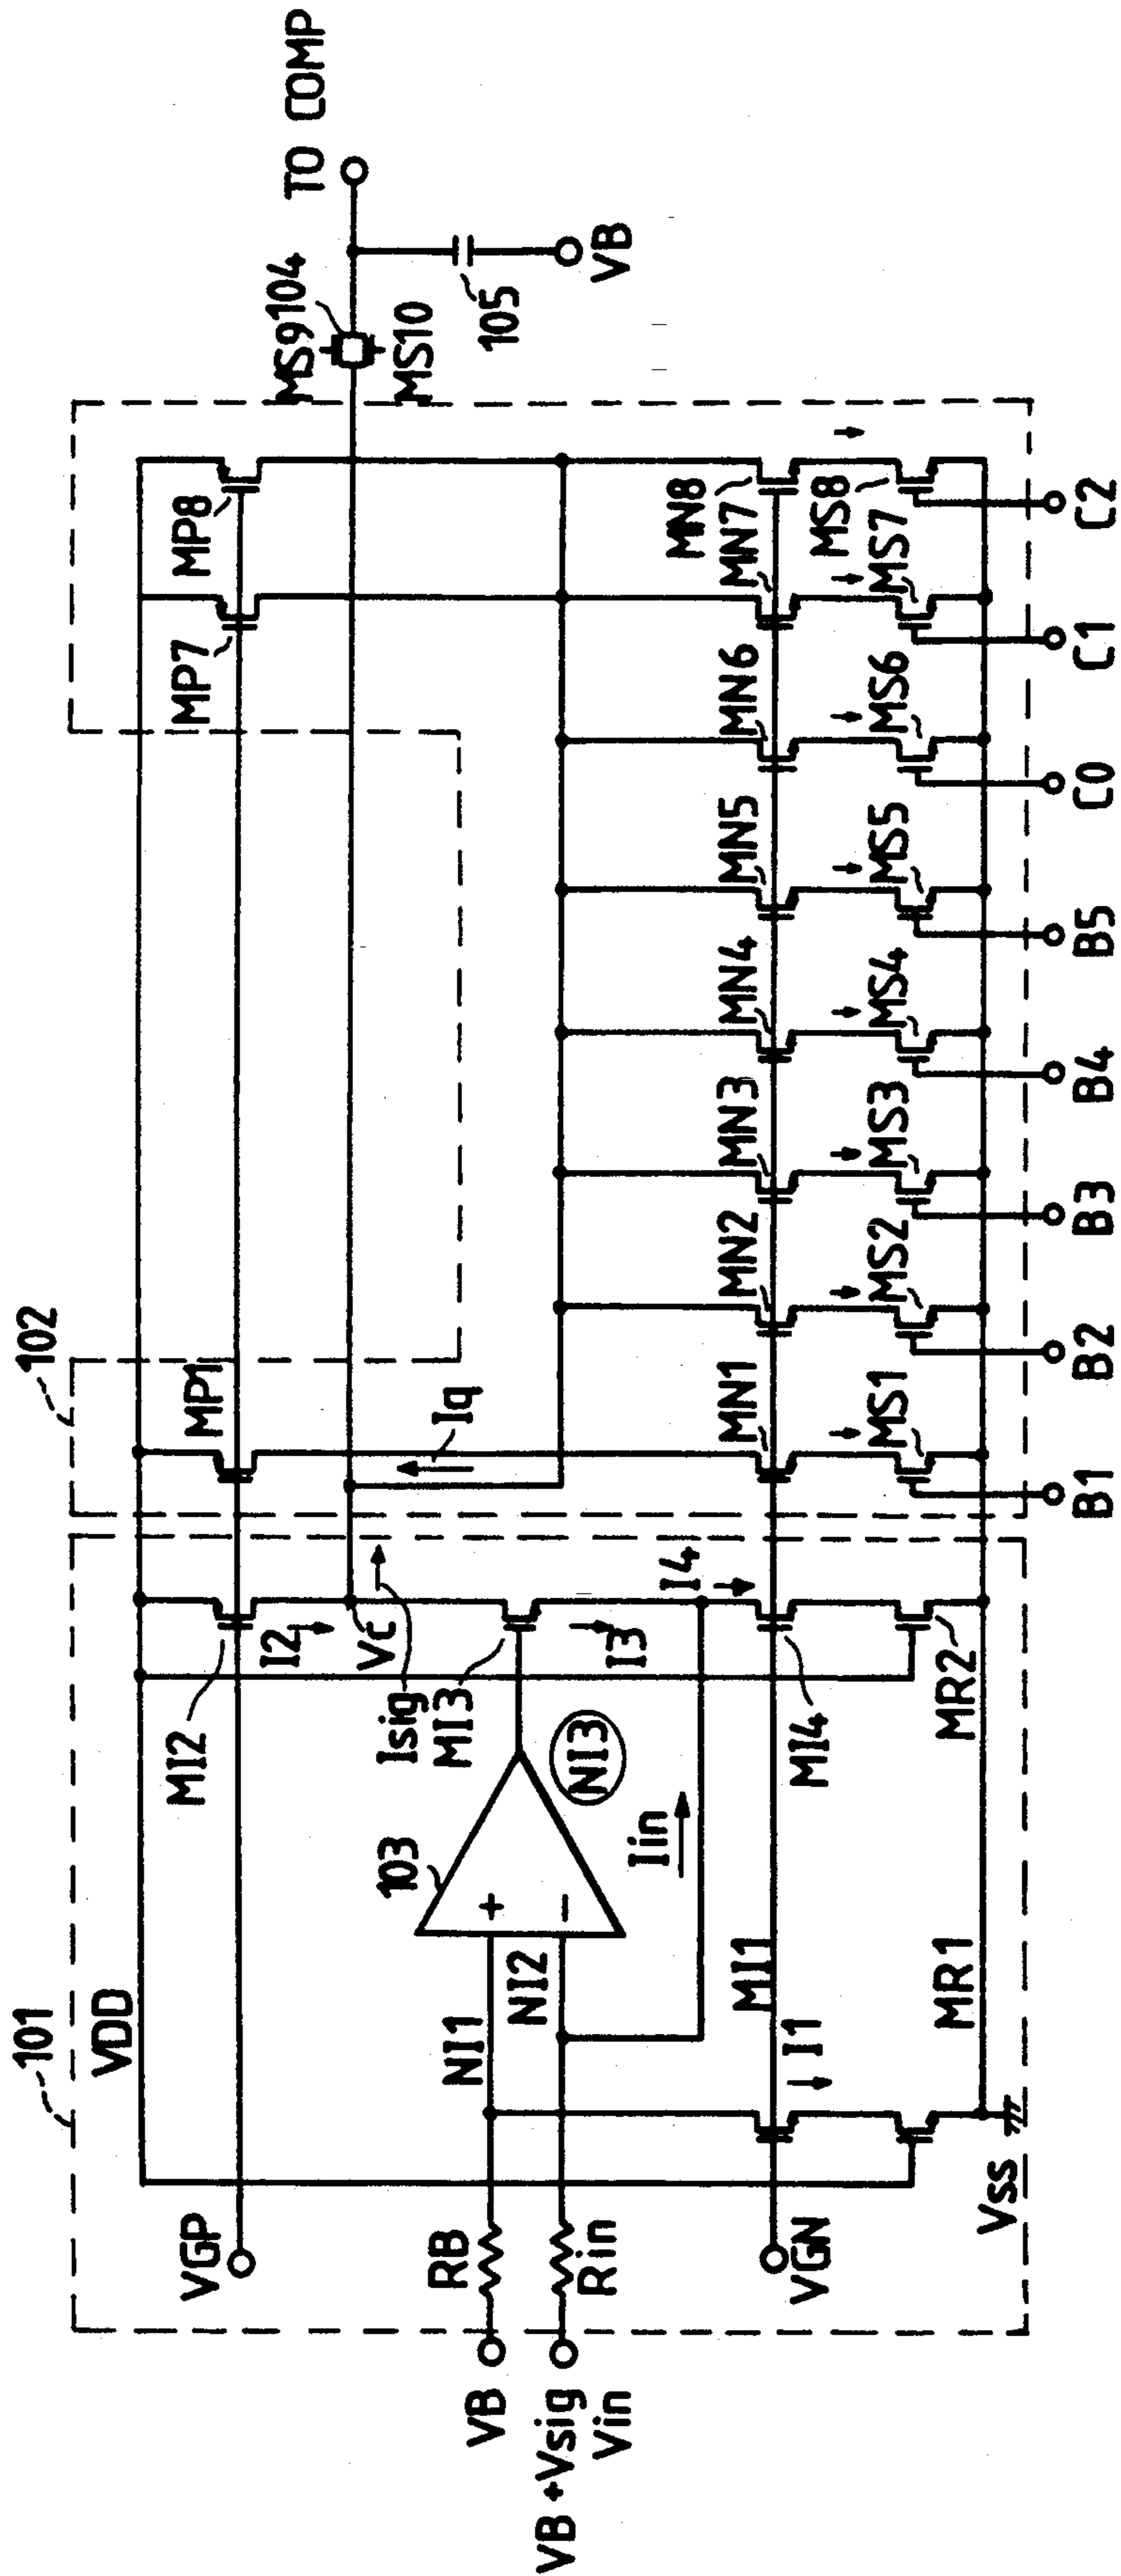 101
102
VDD
VGP
MI2
I2
MP1
MP7
MP8
TO COMP
Vc
Isig
Iq
MS9
104
MS10
105
VB
103
MI3
I3
NI3
VB
RB
NI1
+
−
NI2
VB +Vsig
Vin
Rin
Iin
I4
VGN
MI1
I1
MI4
MN1
MN2
MN3
MN4
MN5
MN6
MN7
MN8
MR1
MR2
MS1
MS2
MS3
MS4
MS5
MS6
MS7
MS8
Vss
B1
B2
B3
B4
B5
C0
C1
C2